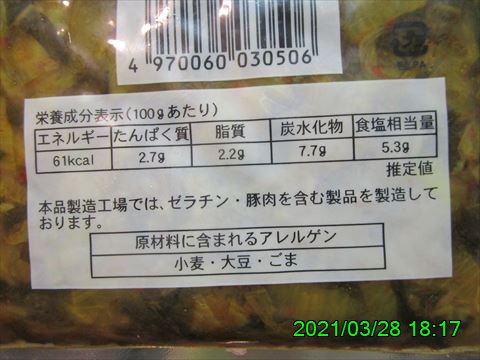 4 970060 030506
栄養成分表示(100gあたり)
エネルギー たんぱく質 脂質 炭水化物 食塩相当量
61kcal 2.7g 2.2g 7.7g 5.3g
推定値
本品製造工場では、ゼラチン・豚肉を含む製品を製造して
おります。
原材料に含まれるアレルゲン
小麦・大豆・ごま
2021/03/28 18:17